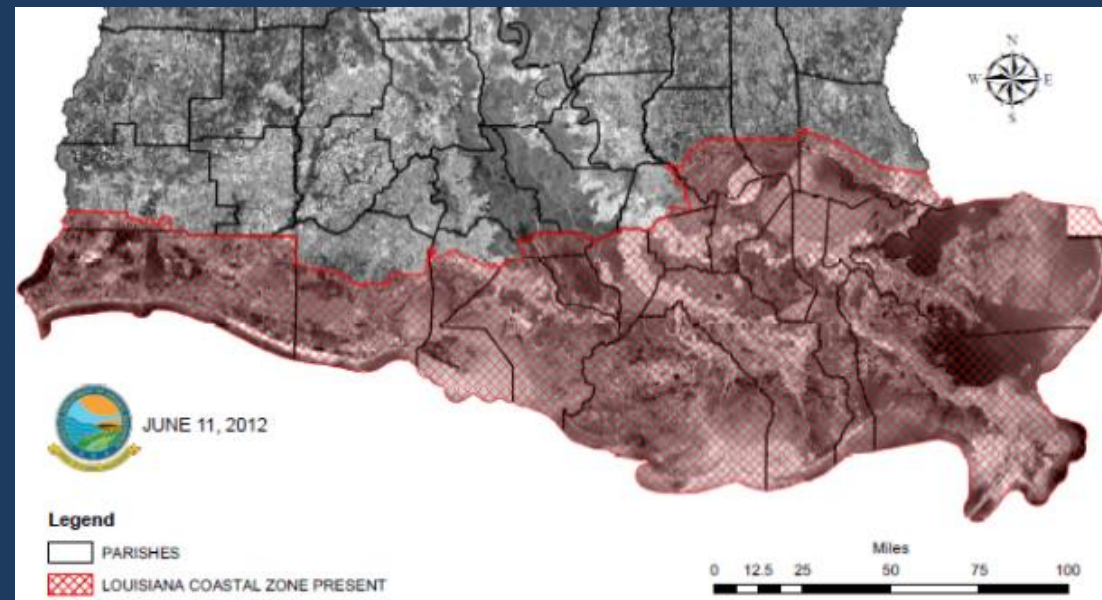 N
W E
S
JUNE 11, 2012
Legend
PARISHES
LOUISIANA COASTAL ZONE PRESENT
Miles
0 12.5 25 50 75 100